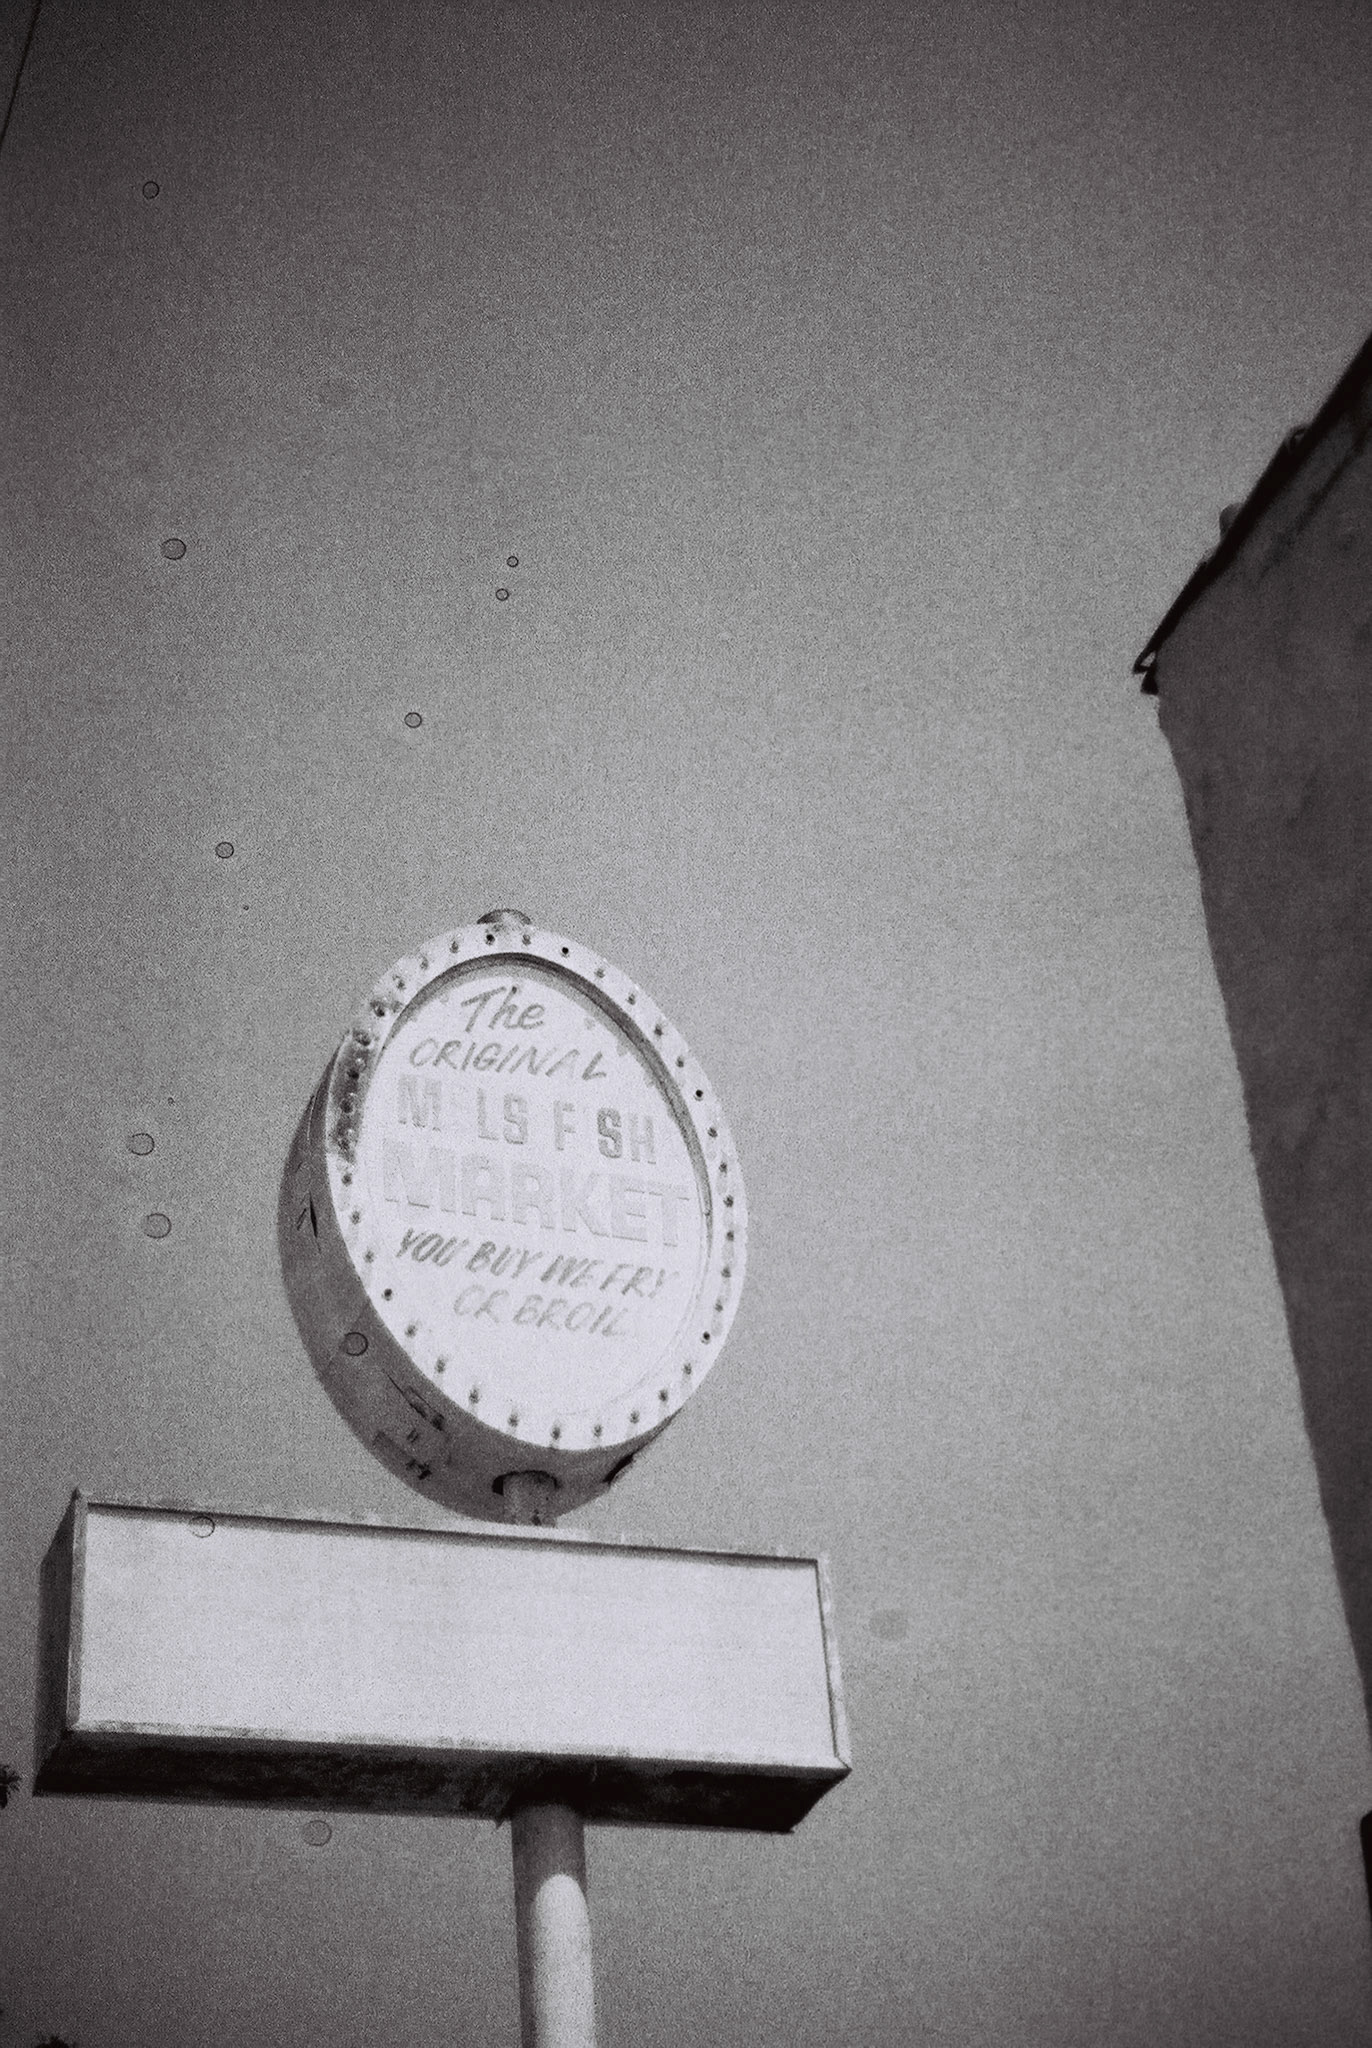 The
ORIGINAL
M LS F SH
MARKET
YOU BUY WE FRY
OR BROIL